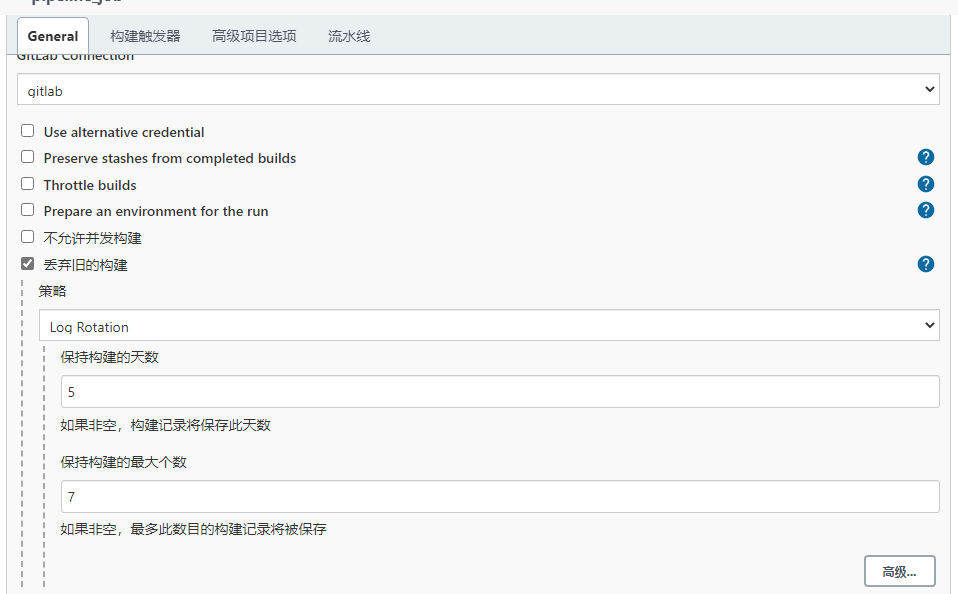 pipeline_job
General 构建触发器 高级项目选项 流水线
GitLab Connection
gitlab
Use alternative credential
Preserve stashes from completed builds
Throttle builds
Prepare an environment for the run
不允许并发构建
丢弃旧的构建
策略
Log Rotation
保持构建的天数
5
如果非空，构建记录将保存此天数
保持构建的最大个数
7
如果非空，最多此数目的构建记录将被保存
高级...